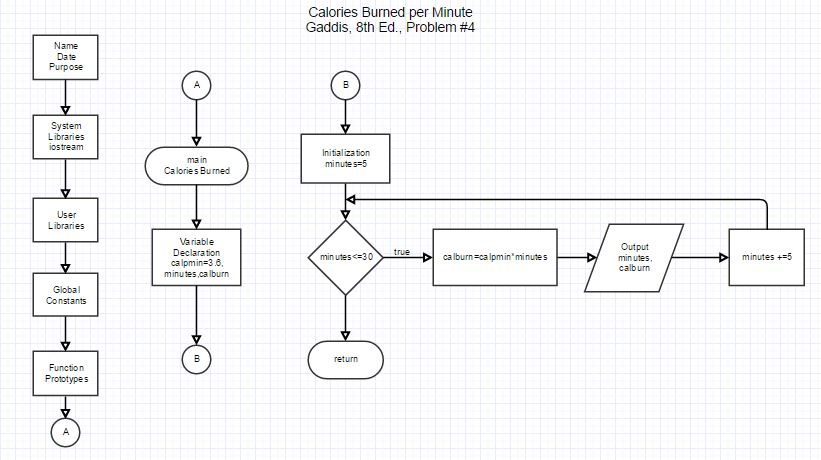 Calories Burned per Minute
Gaddis, 8th Ed., Problem #4
Name
Date
Purpose
System
Libraries
iostream
User
Libraries
Global
Constants
Function
Prototypes
A
A
main
Calories Burned
Variable
Declaration
calpmin=3.6,
minutes,calburn
B
B
Initialization
minutes=5
minutes<=30
true
calburn=calpmin*minutes
Output
minutes,
calburn
minutes +=5
return